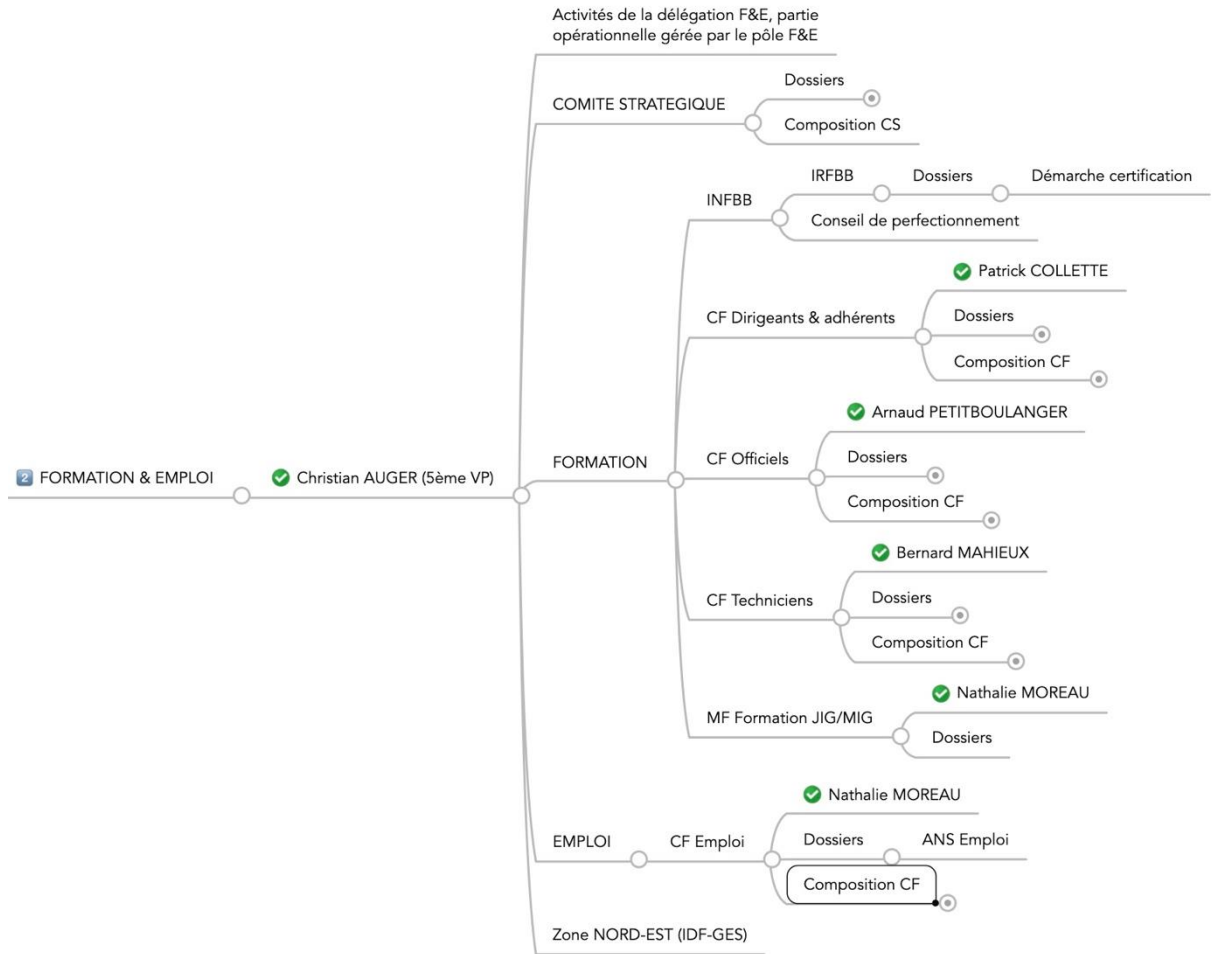 Activités de la délégation F&E, partie
opérationnelle gérée par le pôle F&E
Dossiers
COMITE STRATEGIQUE
Composition CS
IRFBB
Dossiers
Démarche certification
INFBB
Conseil de perfectionnement
Patrick COLLETTE
CF Dirigeants & adhérents
Dossiers
Composition CF
Arnaud PETITBOULANGER
FORMATION
CF Officiels
Dossiers
2 FORMATION & EMPLOI
Christian AUGER (5ème VP)
Composition CF
Bernard MAHIEUX
CF Techniciens
Dossiers
Composition CF
Nathalie MOREAU
MF Formation JIG/MIG
Dossiers
Nathalie MOREAU
EMPLOI
CF Emploi
Dossiers
ANS Emploi
Composition CF
Zone NORD-EST (IDF-GES)